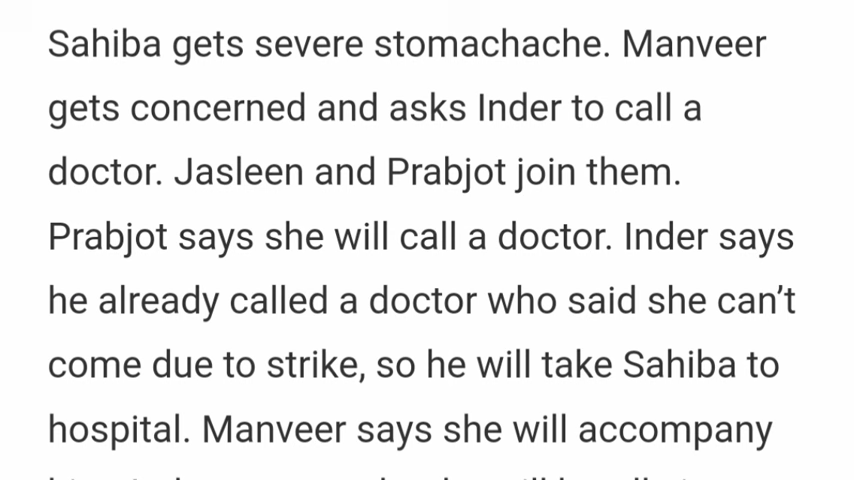 Sahiba gets severe stomachache. Manveer
gets concerned and asks Inder to call a
doctor. Jasleen and Prabjot join them.
Prabjot says she will call a doctor. Inder says
he already called a doctor who said she can’t
come due to strike, so he will take Sahiba to
hospital. Manveer says she will accompany